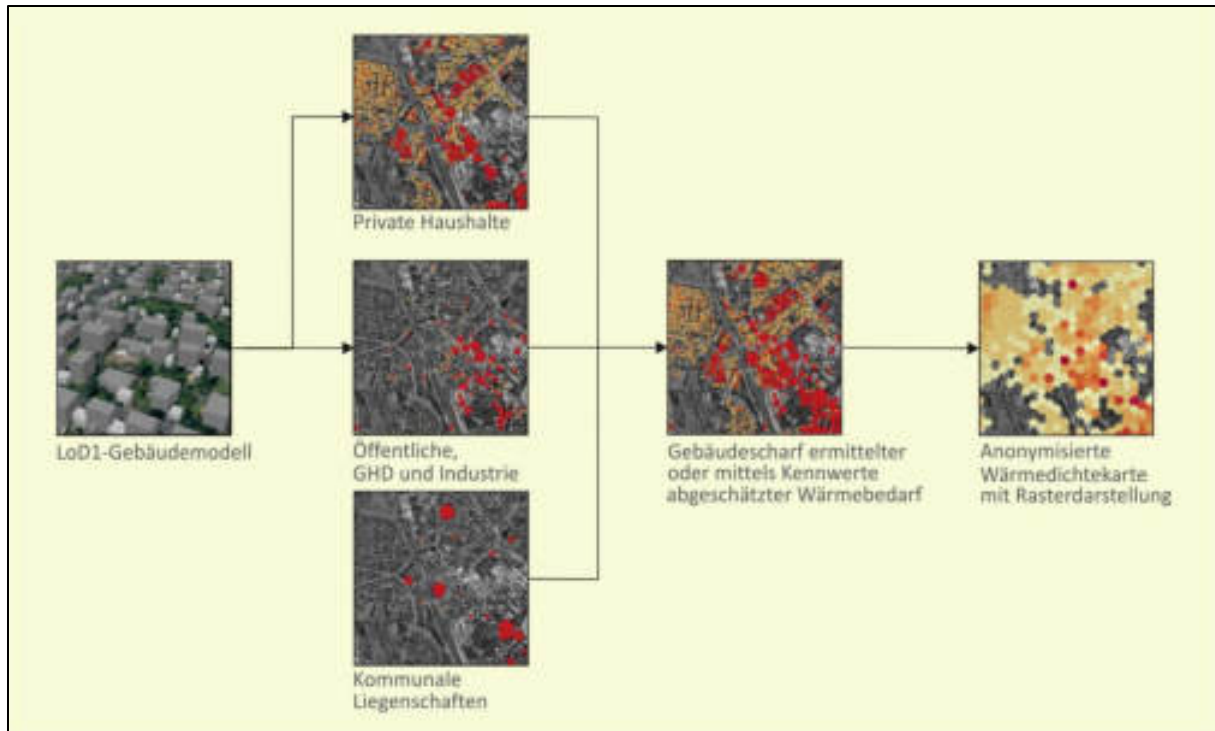 Private Haushalte
LoD1-Gebäudemodell
Öffentliche,
GHD und Industrie
Gebäudescharf ermittelter
oder mittels Kennwerte
abgeschätzter Wärmebedarf
Anonymisierte
Wärmedichtekarte
mit Rasterdarstellung
Kommunale
Liegenschaften